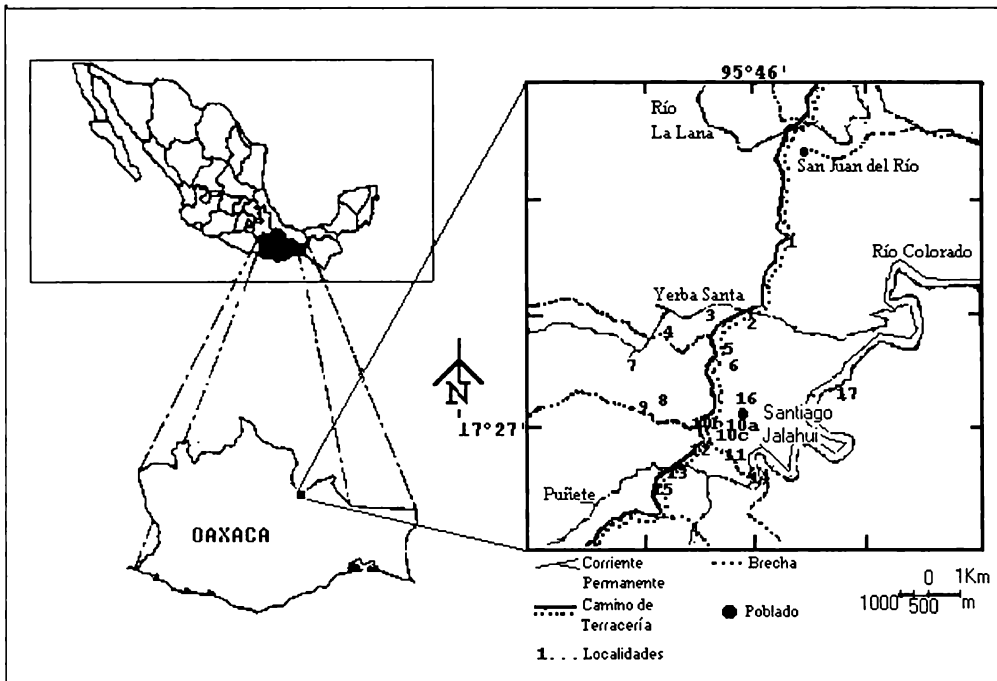 95°46'
Río
La Lana
San Juan del Río
1
Río Colorado
Yerba Santa
3
2
4
5
7
6
N
16
17
9
8
Santiago
Jalahui
17°27'
10b
10a
10c
12
11
13
Puñete
15
OAXACA
Corriente
Permanente
Brecha
Camino de
Terracería
Poblado
0 1Km
1000 500 m
1... Localidades